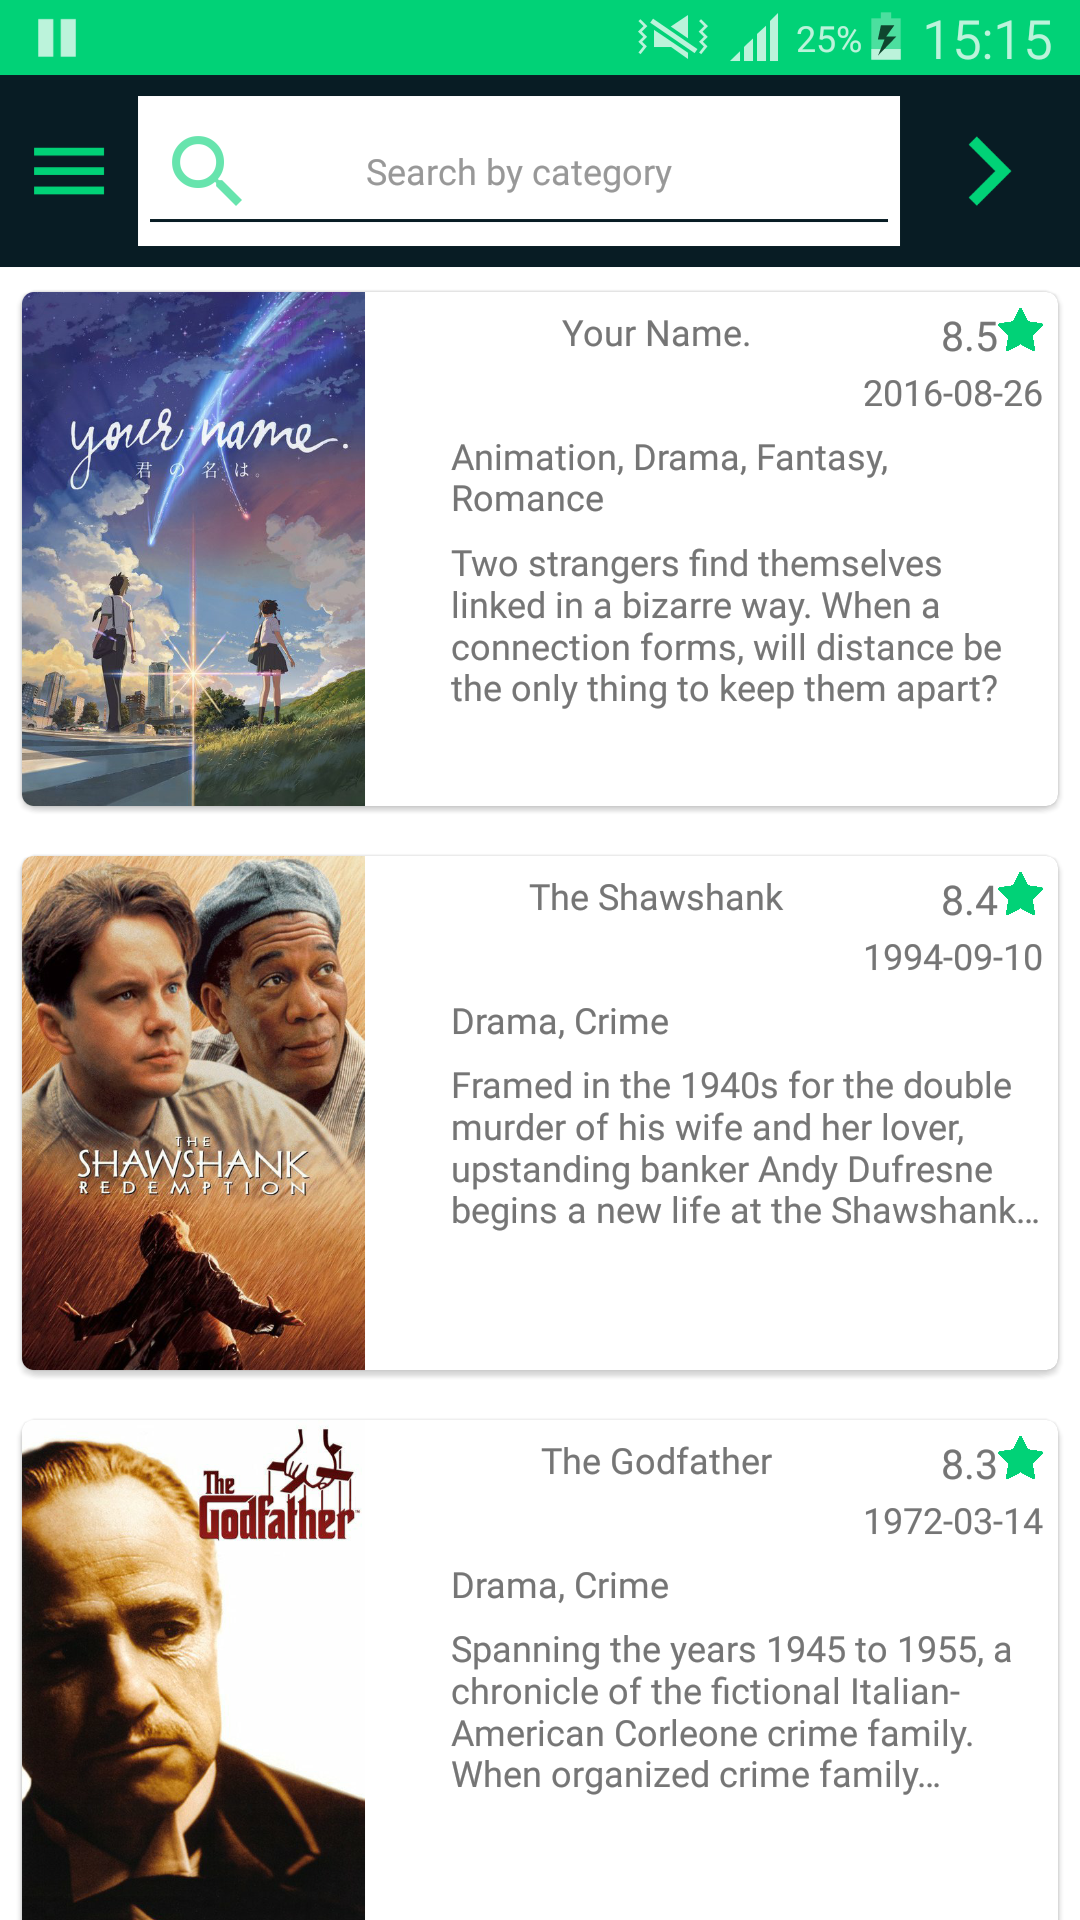 25% 15:15
Search by category
your name.
君の名は。
Your Name.
8.5
2016-08-26
Animation, Drama, Fantasy,
Romance
Two strangers find themselves
linked in a bizarre way. When a
connection forms, will distance be
the only thing to keep them apart?
THE
SHAWSHANK
REDEMPTION
The Shawshank
8.4
1994-09-10
Drama, Crime
Framed in the 1940s for the double
murder of his wife and her lover,
upstanding banker Andy Dufresne
begins a new life at the Shawshank...
The
Godfather
The Godfather
8.3
1972-03-14
Drama, Crime
Spanning the years 1945 to 1955, a
chronicle of the fictional Italian-
American Corleone crime family.
When organized crime family...